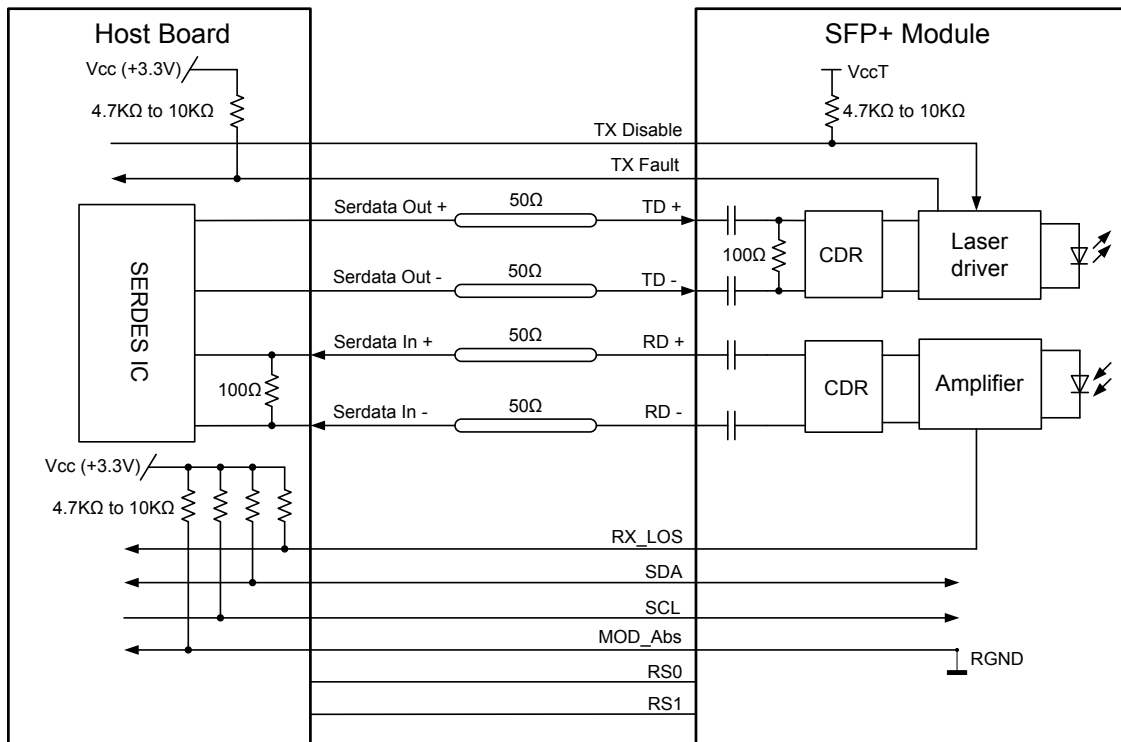 Host Board
SFP+ Module
Vcc (+3.3V)
4.7KΩ to 10KΩ
VccT
4.7KΩ to 10KΩ
TX Disable
TX Fault
SERDES IC
Serdata Out +
50Ω
TD +
100Ω
CDR
Laser
driver
Serdata Out -
50Ω
TD -
Serdata In +
50Ω
RD +
100Ω
CDR
Amplifier
Serdata In -
50Ω
RD -
Vcc (+3.3V)
4.7KΩ to 10KΩ
RX_LOS
SDA
SCL
MOD_Abs
RGND
RS0
RS1